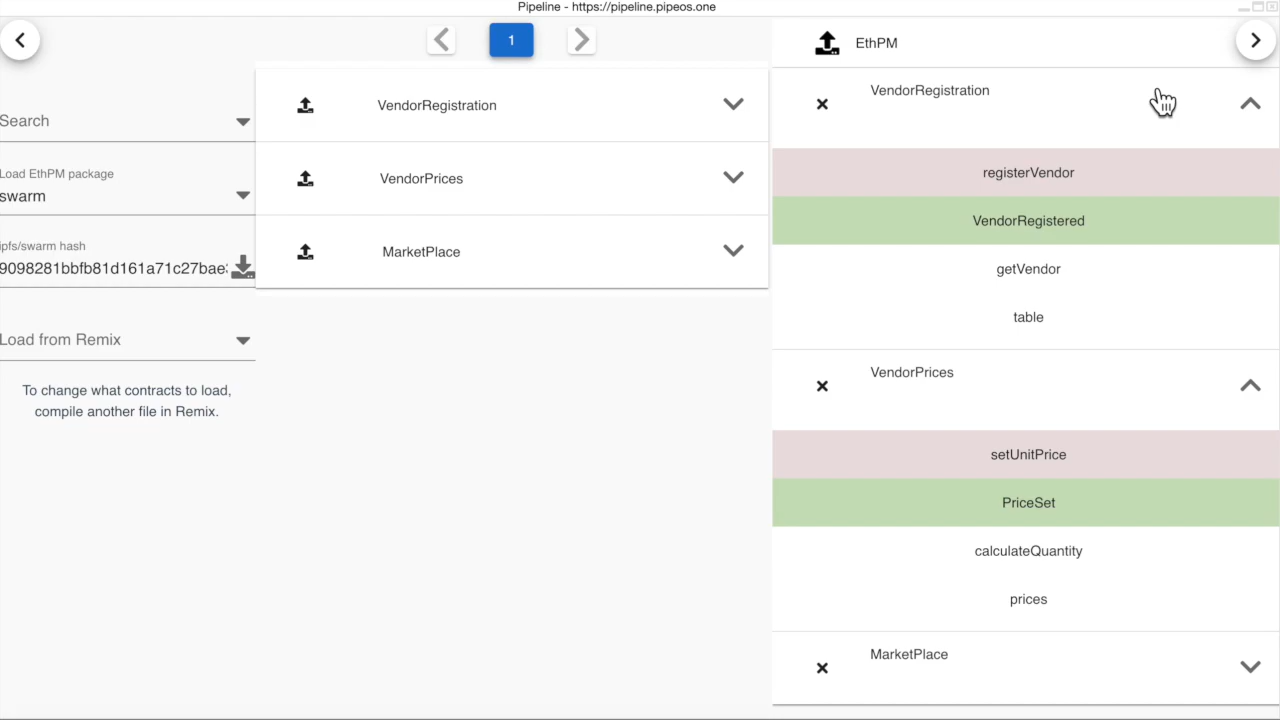 Pipeline - https://pipeline.pipeos.one
Search
Load EthPM package
swarm
ipfs/swarm hash
9098281bbfb81d161a71c27bae
Load from Remix
To change what contracts to load,
compile another file in Remix.
1
VendorRegistration
VendorPrices
MarketPlace
EthPM
VendorRegistration
registerVendor
VendorRegistered
getVendor
table
VendorPrices
setUnitPrice
PriceSet
calculateQuantity
prices
MarketPlace